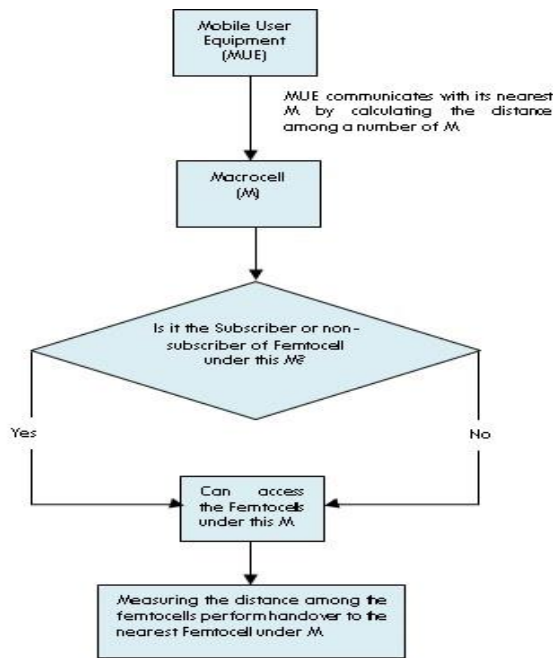 Mobile User
Equipment
(MUE)
MUE communicates with its nearest
M by calculating the distance
among a number of M
Macrocell
(M)
Is it the Subscriber or non-
subscriber of Femtocell
under this M?
Yes
No
Can access
the Femtocells
under this M
Measuring the distance among the
femtocells perform handover to the
nearest Femtocell under M